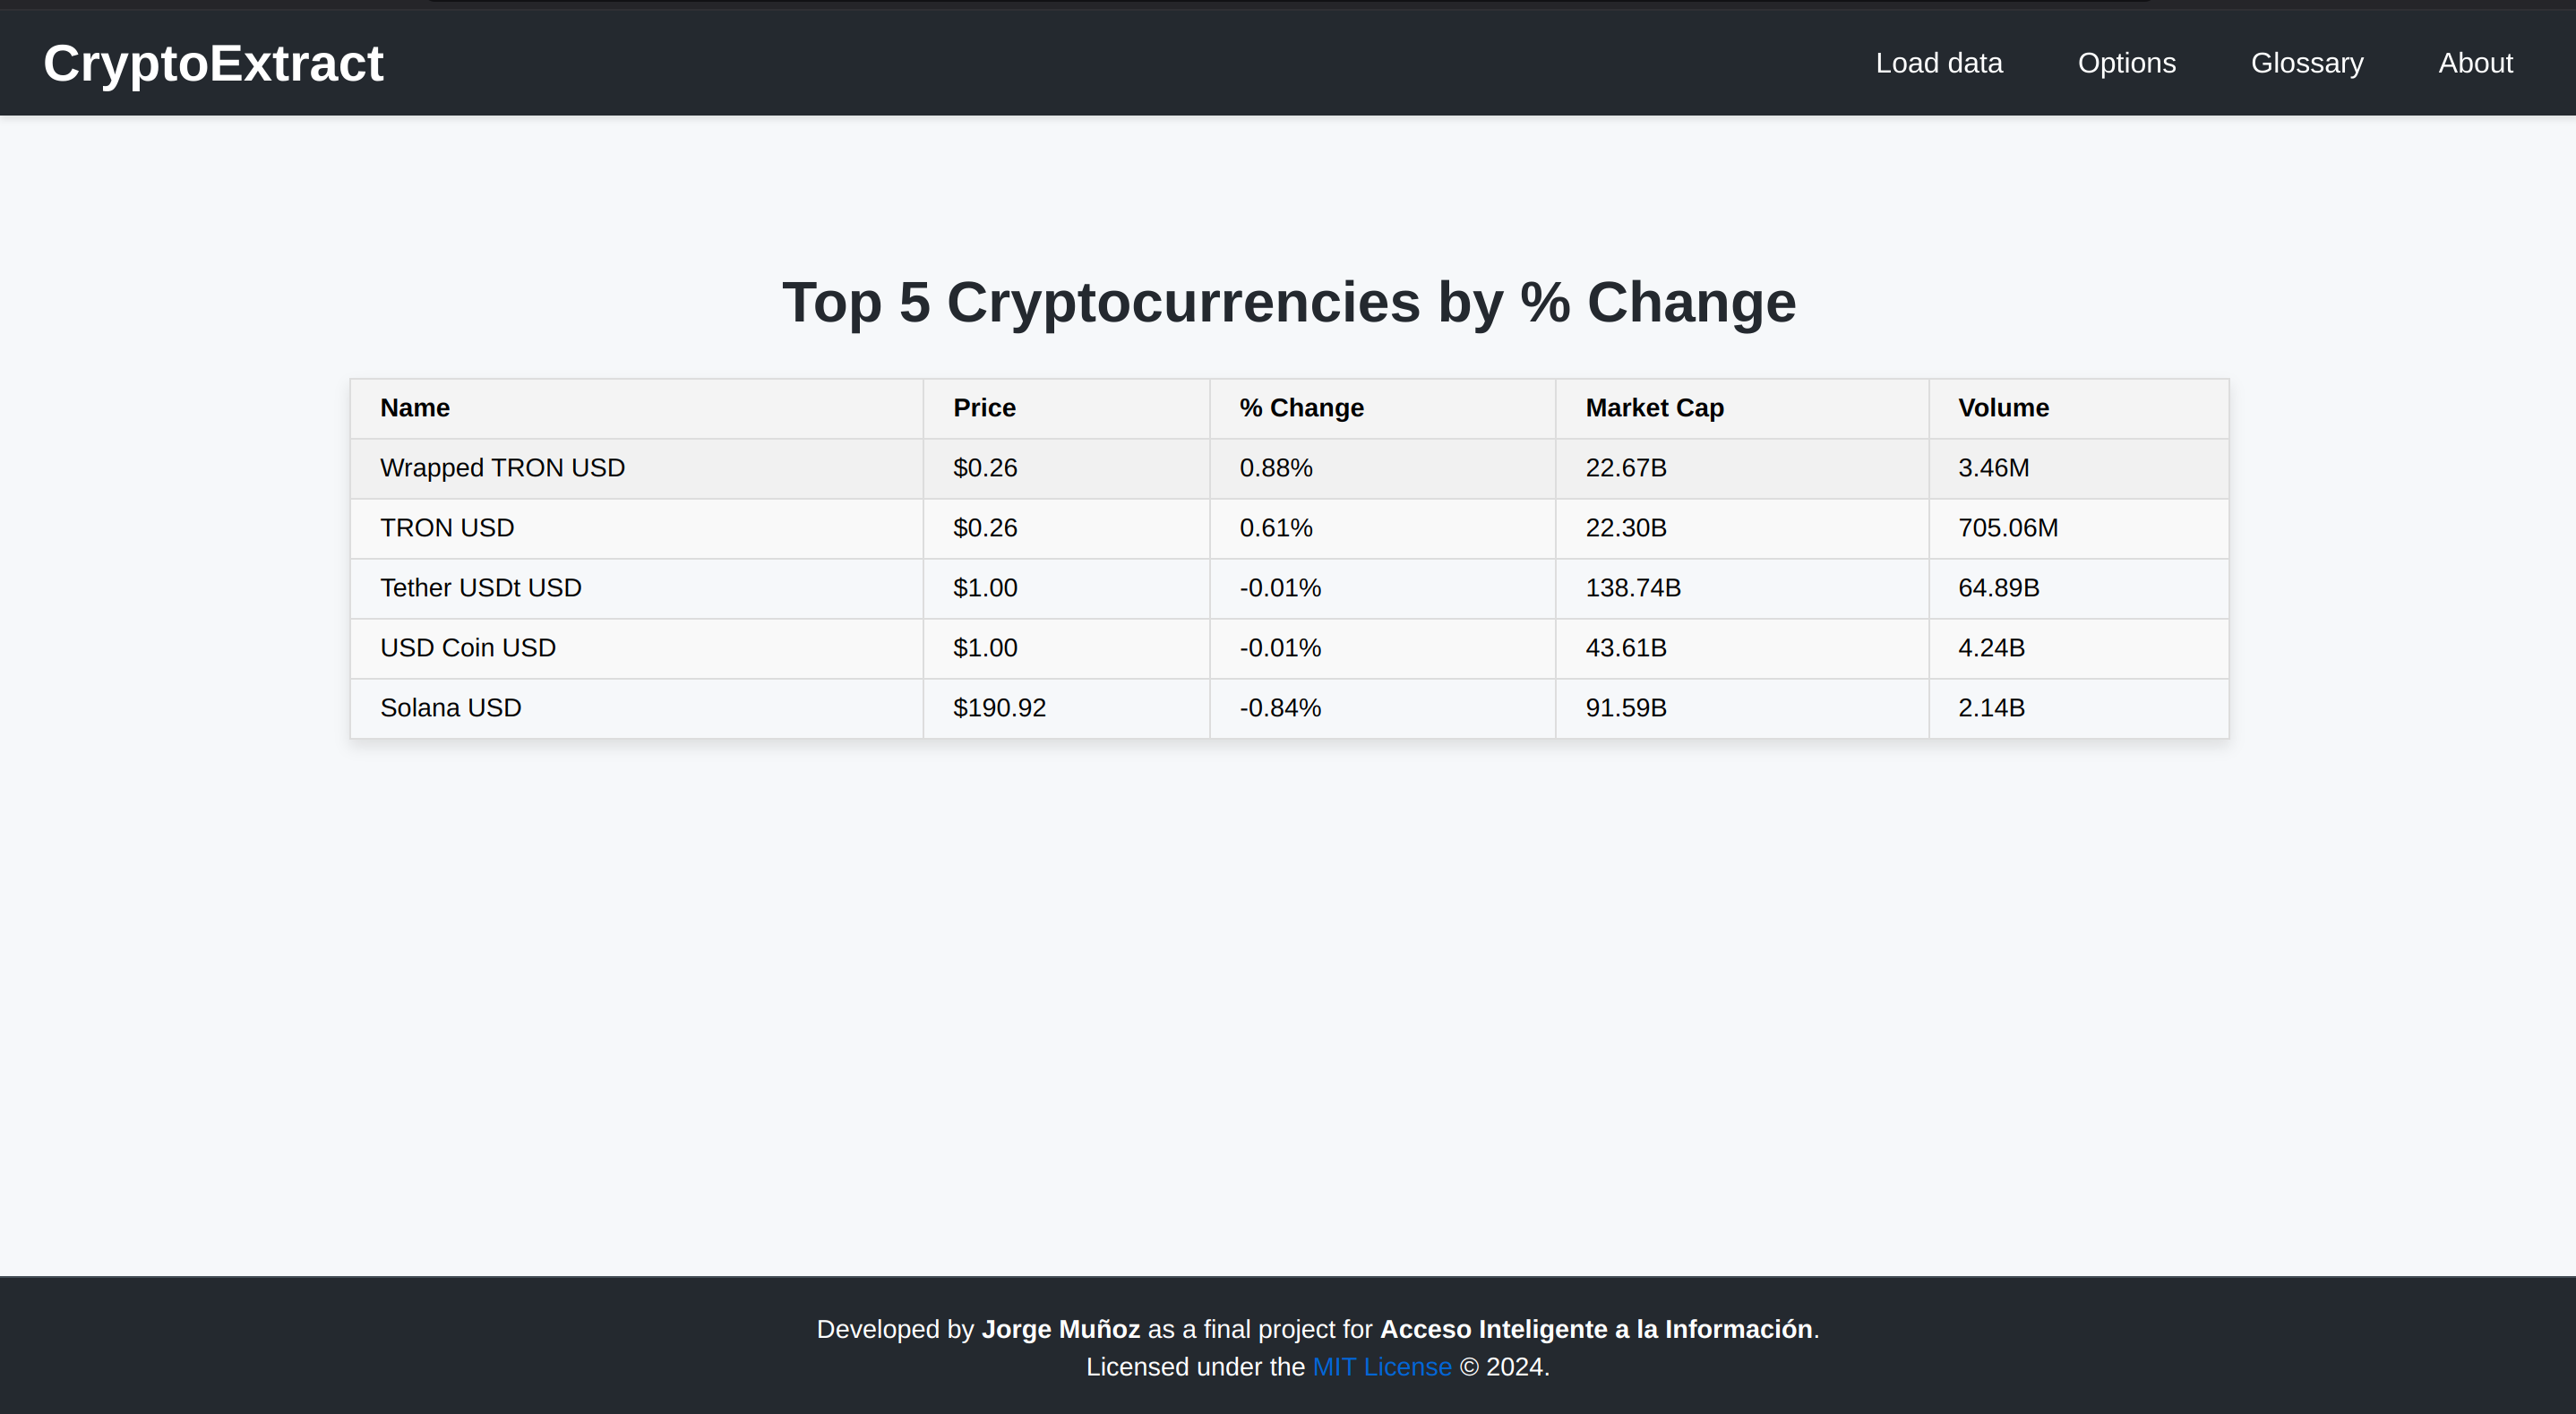 CryptoExtract
Load data Options Glossary About
Top 5 Cryptocurrencies by % Change
Name Price % Change Market Cap Volume
Wrapped TRON USD $0.26 0.88% 22.67B 3.46M
TRON USD $0.26 0.61% 22.30B 705.06M
Tether USDt USD $1.00 -0.01% 138.74B 64.89B
USD Coin USD $1.00 -0.01% 43.61B 4.24B
Solana USD $190.92 -0.84% 91.59B 2.14B
Developed by Jorge Muñoz as a final project for Acceso Inteligente a la Información.
Licensed under the MIT License © 2024.